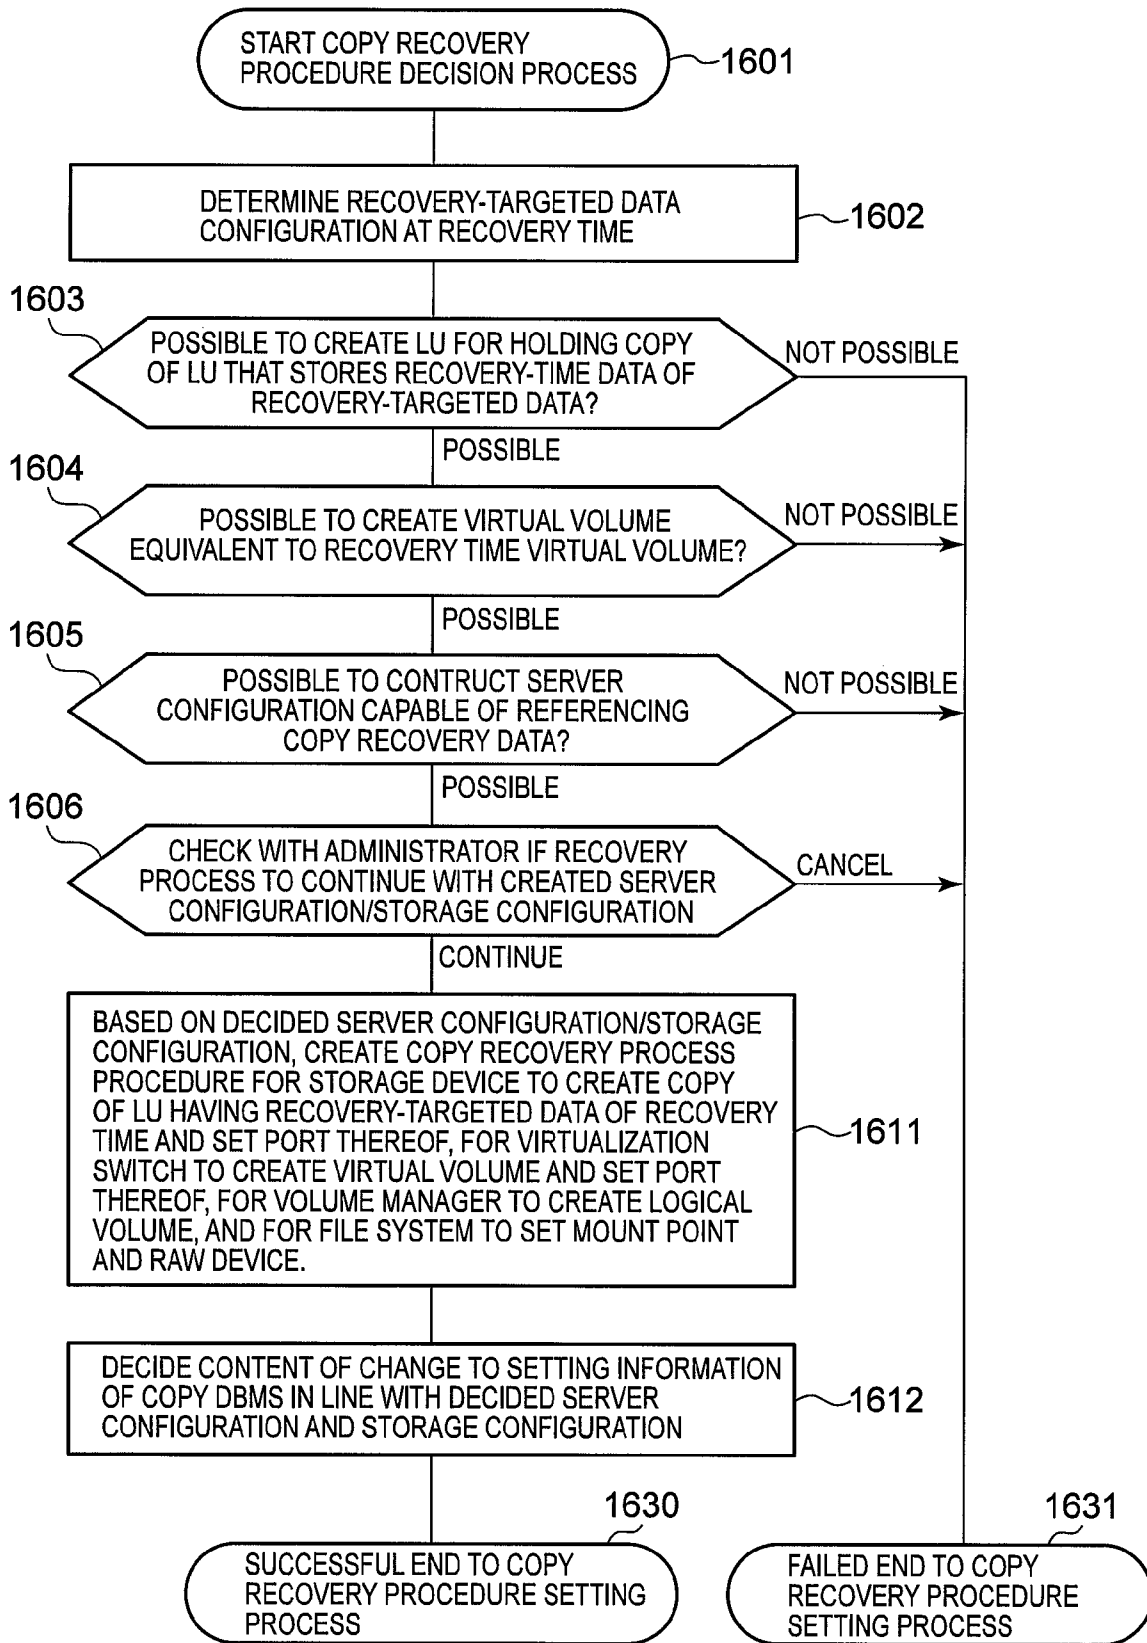 START COPY RECOVERY
PROCEDURE DECISION PROCESS
1601
DETERMINE RECOVERY-TARGETED DATA
CONFIGURATION AT RECOVERY TIME
1602
1603
POSSIBLE TO CREATE LU FOR HOLDING COPY
OF LU THAT STORES RECOVERY-TIME DATA OF
RECOVERY-TARGETED DATA?
NOT POSSIBLE
POSSIBLE
1604
POSSIBLE TO CREATE VIRTUAL VOLUME
EQUIVALENT TO RECOVERY TIME VIRTUAL VOLUME?
NOT POSSIBLE
POSSIBLE
1605
POSSIBLE TO CONTRUCT SERVER
CONFIGURATION CAPABLE OF REFERENCING
COPY RECOVERY DATA?
NOT POSSIBLE
POSSIBLE
1606
CHECK WITH ADMINISTRATOR IF RECOVERY
PROCESS TO CONTINUE WITH CREATED SERVER
CONFIGURATION/STORAGE CONFIGURATION
CANCEL
CONTINUE
BASED ON DECIDED SERVER CONFIGURATION/STORAGE
CONFIGURATION, CREATE COPY RECOVERY PROCESS
PROCEDURE FOR STORAGE DEVICE TO CREATE COPY
OF LU HAVING RECOVERY-TARGETED DATA OF RECOVERY
TIME AND SET PORT THEREOF, FOR VIRTUALIZATION
SWITCH TO CREATE VIRTUAL VOLUME AND SET PORT
THEREOF, FOR VOLUME MANAGER TO CREATE LOGICAL
VOLUME, AND FOR FILE SYSTEM TO SET MOUNT POINT
AND RAW DEVICE.
1611
DECIDE CONTENT OF CHANGE TO SETTING INFORMATION
OF COPY DBMS IN LINE WITH DECIDED SERVER
CONFIGURATION AND STORAGE CONFIGURATION
1612
1630
SUCCESSFUL END TO COPY
RECOVERY PROCEDURE SETTING
PROCESS
1631
FAILED END TO COPY
RECOVERY PROCEDURE
SETTING PROCESS